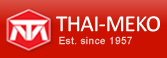 THAI-MEKO
Est. since 1957